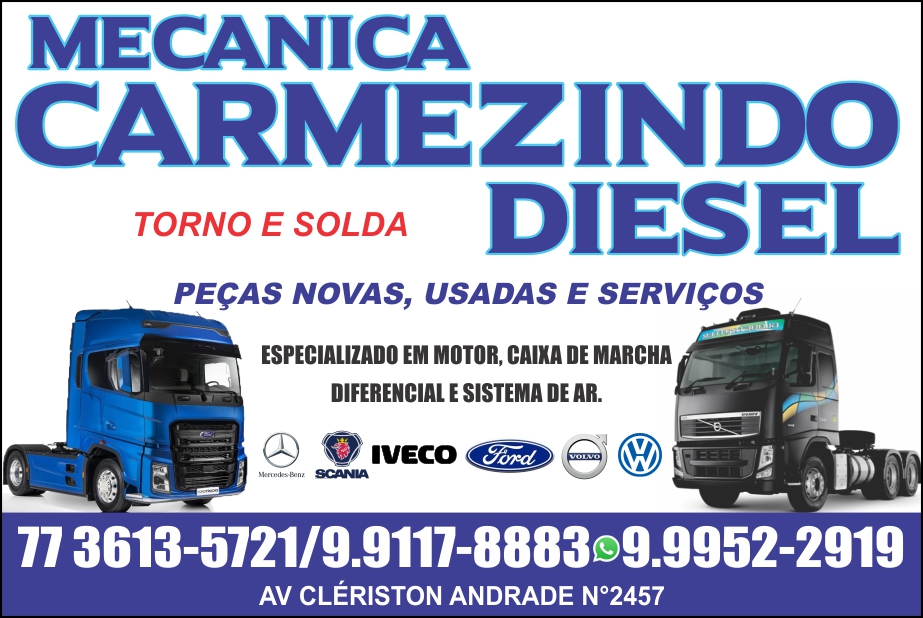 MECANICA
CARMEZINDO
DIESEL
TORNO E SOLDA
PEÇAS NOVAS, USADAS E SERVIÇOS
ESPECIALIZADO EM MOTOR, CAIXA DE MARCHA
DIFERENCIAL E SISTEMA DE AR.
Mercedes-Benz
SCANIA
IVECO
Ford
VOLVO
77 3613-5721/9.9117-8883 9.9952-2919
AV CLÉRISTON ANDRADE N°2457